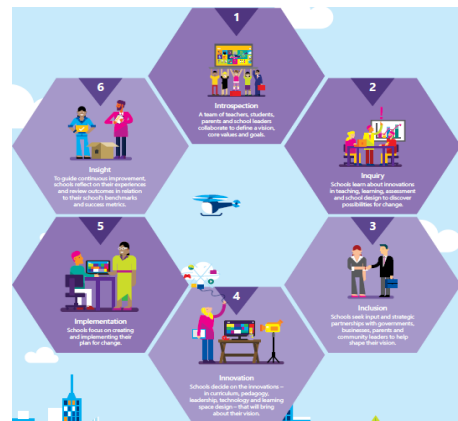 1
Introspection
A team of teachers, students,
parents and school leaders
collaborate to define a vision,
core values and goals.
2
Inquiry
Schools learn about innovations
in teaching, learning, assessment
and school design to discover
possibilities for change.
3
Inclusion
Schools seek input and strategic
partnerships with governments,
businesses, parents and
community leaders to help
shape their vision.
4
Innovation
Schools decide on the innovations –
in curriculum, pedagogy,
leadership, technology and learning
space design – that will bring
about their vision.
5
Implementation
Schools focus on creating
and implementing their
plan for change.
6
Insight
To guide continuous improvement,
schools reflect on their experiences
and review outcomes in relation
to their school's benchmarks
and success metrics.